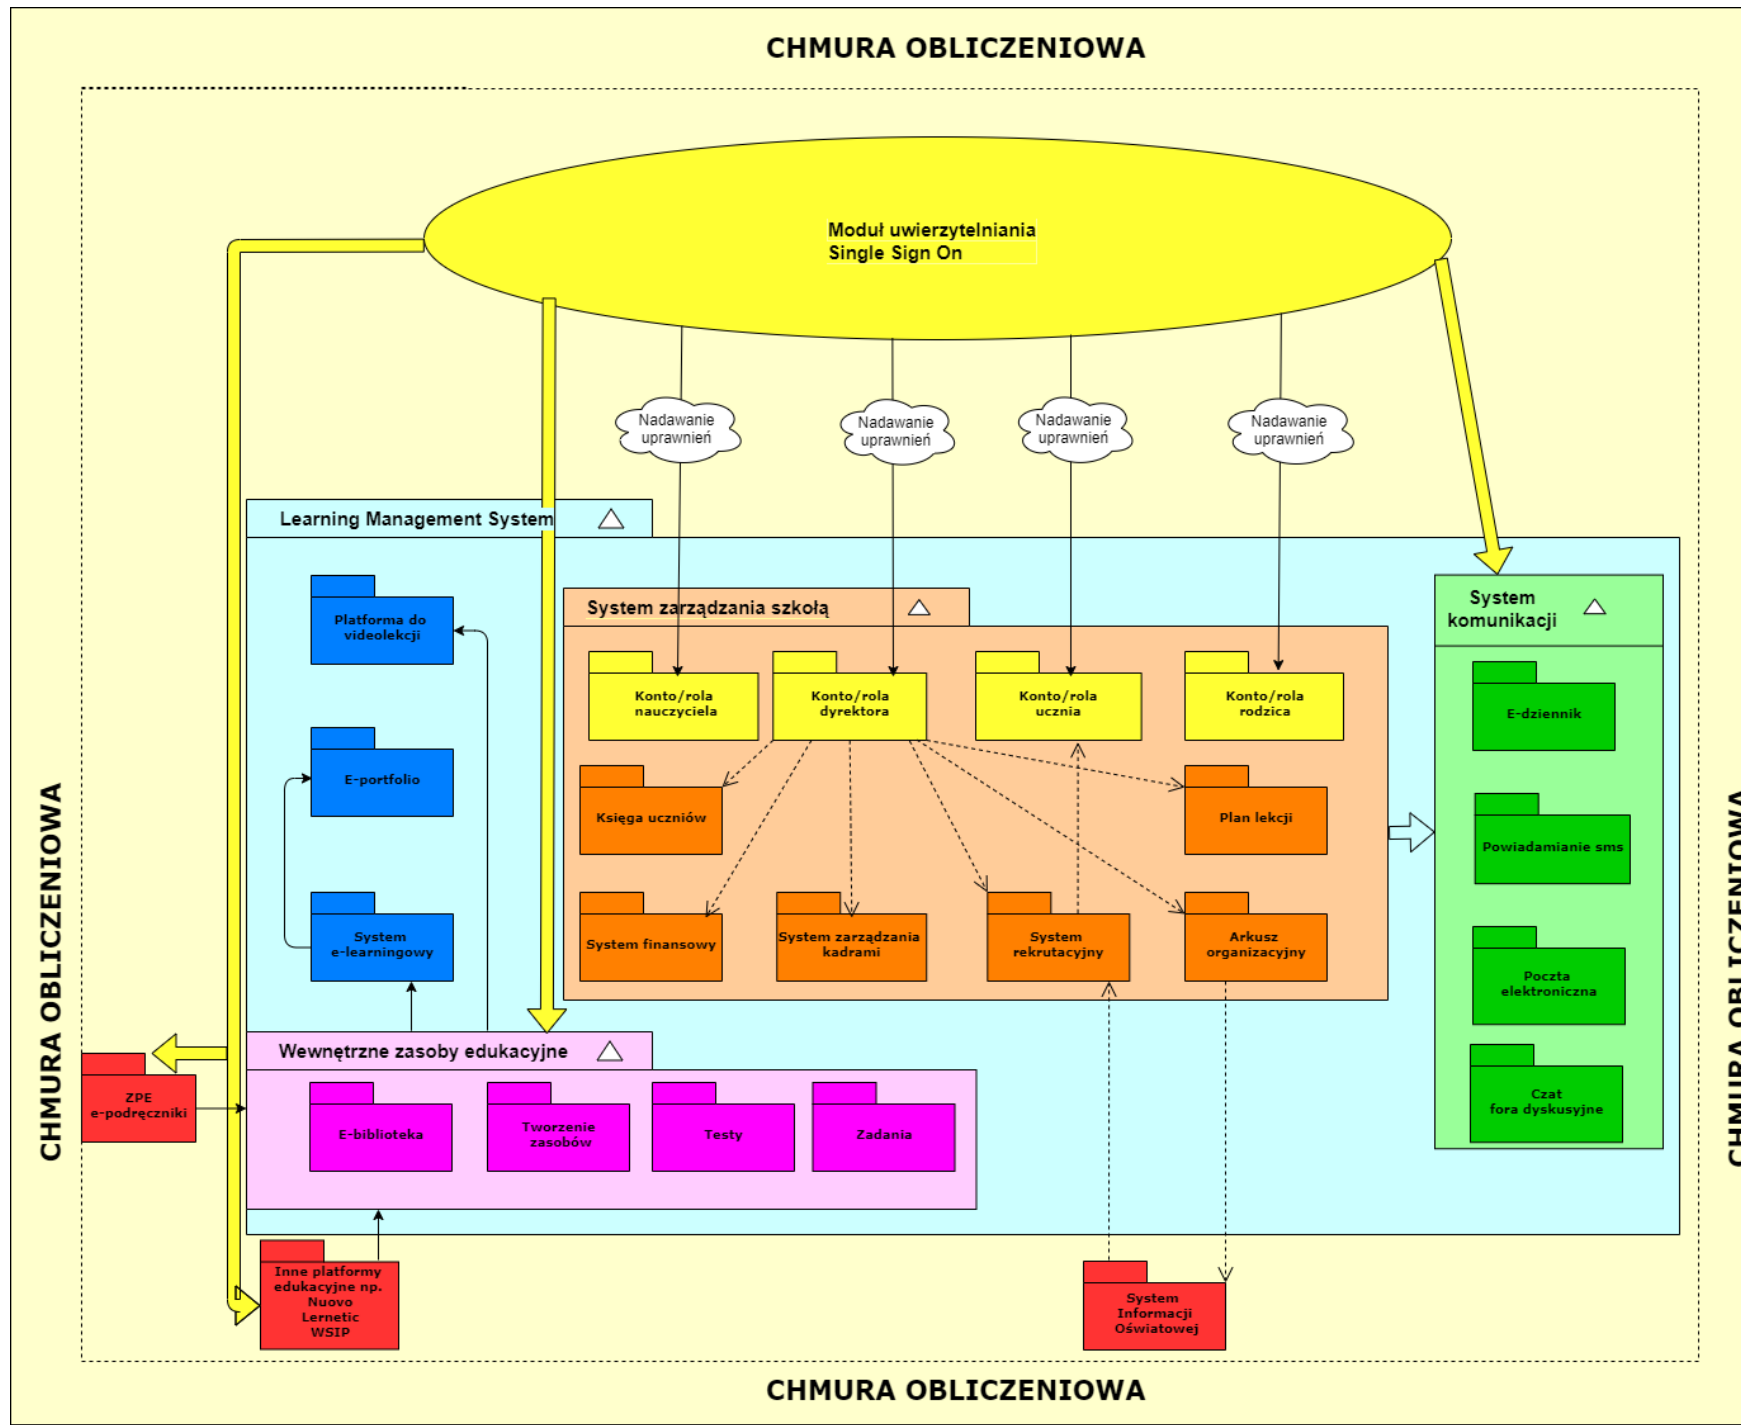 CHMURA OBLICZENIOWA
Moduł uwierzytelniania
Single Sign On
Nadawanie
uprawnień
Nadawanie
uprawnień
Nadawanie
uprawnień
Nadawanie
uprawnień
Learning Management System
Platforma do
videolekcji
E-portfolio
System
e-learningowy
System zarządzania szkołą
Konto/rola
nauczyciela
Konto/rola
dyrektora
Konto/rola
ucznia
Konto/rola
rodzica
Księga uczniów
Plan lekcji
System finansowy
System zarządzania
kadrami
System
rekrutacyjny
Arkusz
organizacyjny
System
komunikacji
E-dziennik
Powiadamianie sms
Poczta
elektroniczna
Czat
fora dyskusyjne
CHMURA OBLICZENIOWA
CHMURA OBLICZENIOWA
Wewnętrzne zasoby edukacyjne
E-biblioteka
Tworzenie
zasobów
Testy
Zadania
ZPE
e-podręczniki
Inne platformy
edukacyjne np.
Nuovo
Lernetic
WSIP
System
Informacji
Oświatowej
CHMURA OBLICZENIOWA